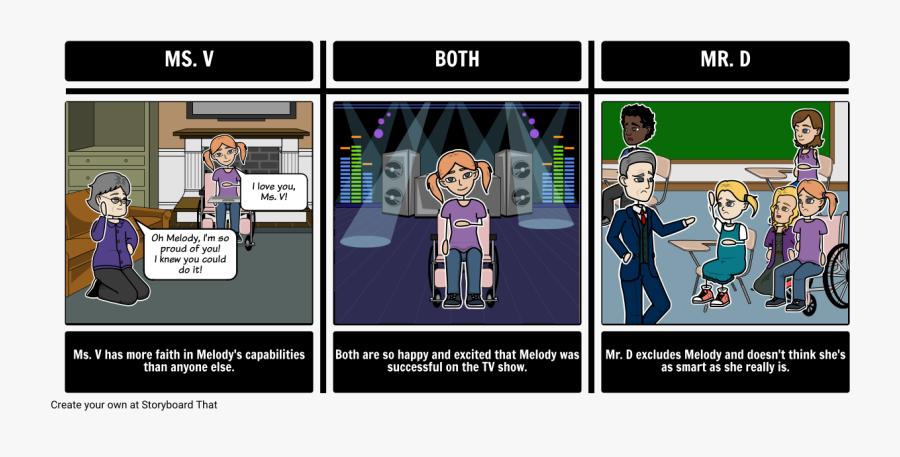 MS. V
BOTH
MR. D
I love you,
Ms. V!
Oh Melody, I'm so
proud of you!
I knew you could
do it!
Ms. V has more faith in Melody's capabilities
than anyone else.
Both are so happy and excited that Melody was
successful on the TV show.
Mr. D excludes Melody and doesn't think she's
as smart as she really is.
Create your own at Storyboard That